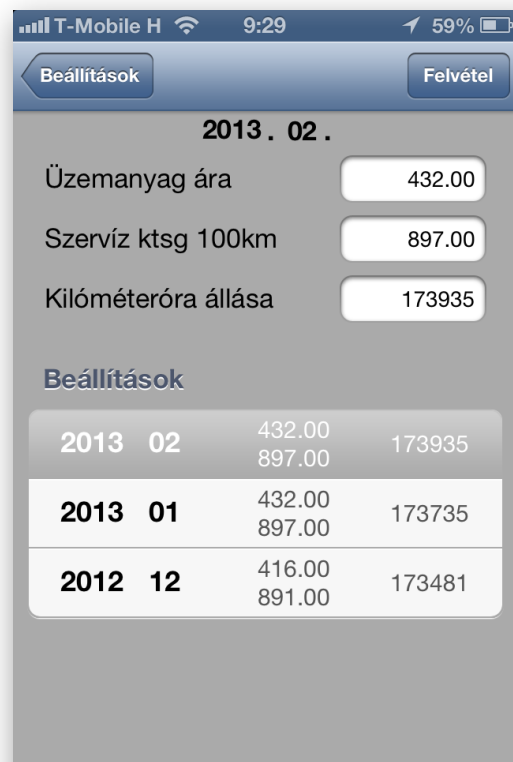 T-Mobile H 9:29 59%
Beállítások Felvétel
2013. 02.
Üzemanyag ára 432.00
Szervíz ktsg 100km 897.00
Kilóméteróra állása 173935
Beállítások
2013 02 432.00 897.00 173935
2013 01 432.00 897.00 173735
2012 12 416.00 891.00 173481